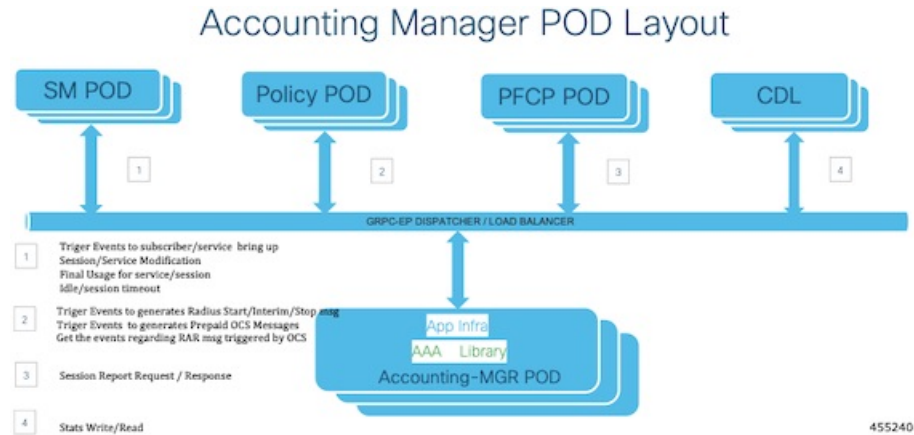 Accounting Manager POD Layout
SM POD
Policy POD
PFCP POD
CDL
1
2
3
4
GRPC-EP DISPATCHER / LOAD BALANCER
1
Triger Events to subscriber/service bring up
Session/Service Modification
Final Usage for service/session
Idle/session timeout
2
Triger Events to generates Radius Start/Interim/Stop msg
Triger Events to generates Prepaid OCS Messages
Get the events regarding RAR msg triggered by OCS
App Infra
AAA Library
Accounting-MGR POD
3
Session Report Request / Response
4
Stats Write/Read
455240